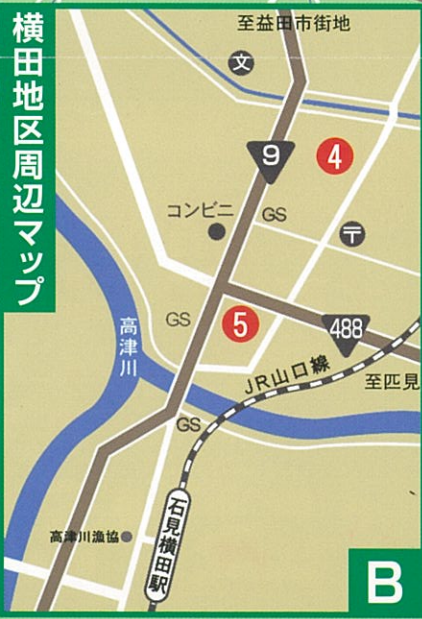 横田地区周辺マップ
至益田市街地
文
9
4
コンビニ
GS
〒
GS
5
488
高津川
JR山口線
至匹見
GS
石見横田駅
高津川漁協
B